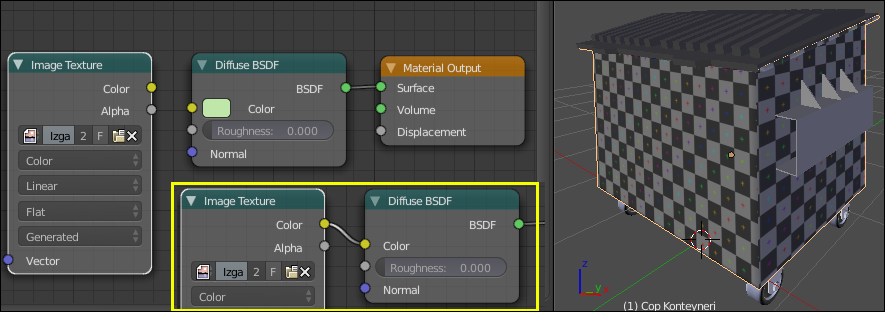 Image Texture
Color
Alpha
Izga 2 F
Color
Linear
Flat
Generated
Vector
Diffuse BSDF
BSDF
Color
Roughness: 0.000
Normal
Material Output
Surface
Volume
Displacement
Image Texture
Color
Alpha
Izga 2 F
Color
Diffuse BSDF
BSDF
Color
Roughness: 0.000
Normal
z
y
(1) Cop Konteyneri